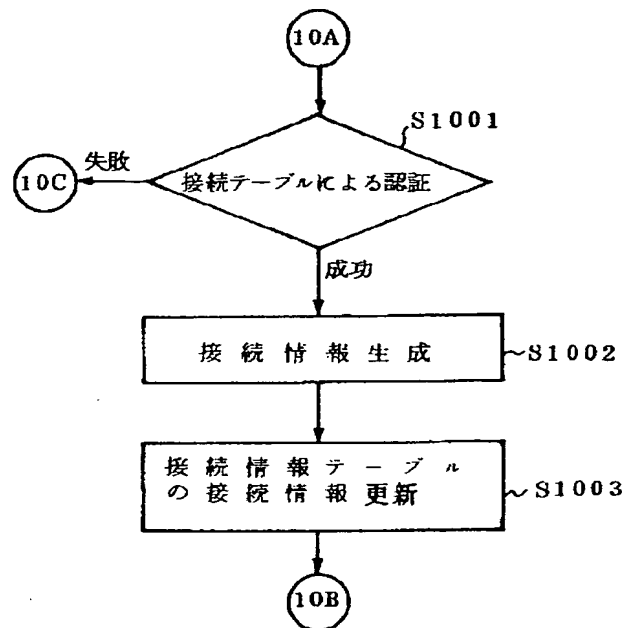 10A
S1001
失敗
10C
接続テーブルによる認証
成功
接続情報生成
S1002
接続情報テーブル
の接続情報更新
S1003
10B